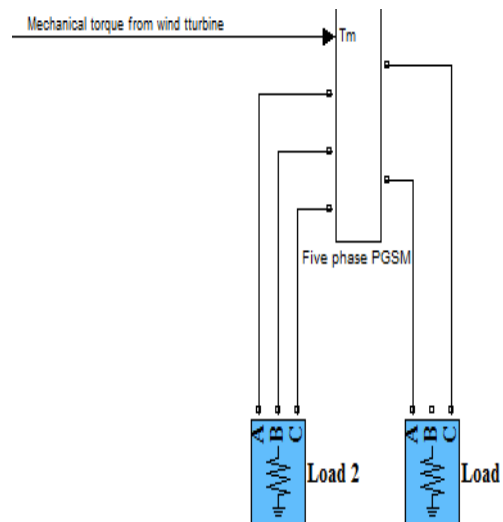 Mechanical torque from wind tturbine
Tm
Five phase PGSM
A B C
Load 2
A B C
Load